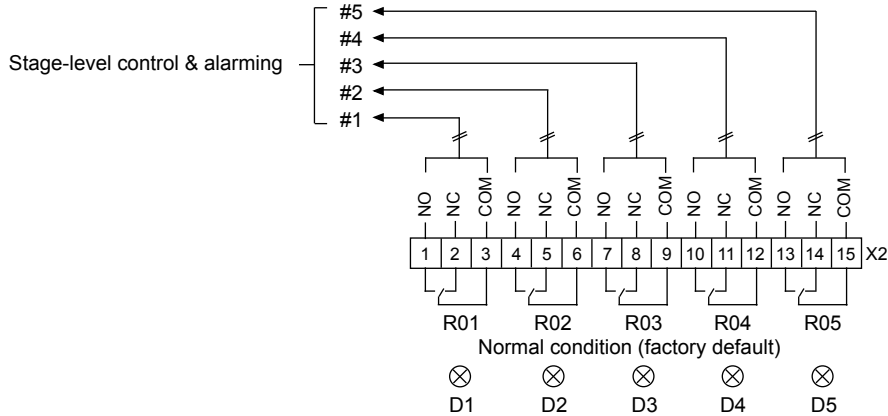 #5
#4
Stage-level control & alarming
#3
#2
#1
NO NC COM NO NC COM NO NC COM NO NC COM NO NC COM
1 2 3 4 5 6 7 8 9 10 11 12 13 14 15 X2
R01 R02 R03 R04 R05
Normal condition (factory default)
D1 D2 D3 D4 D5